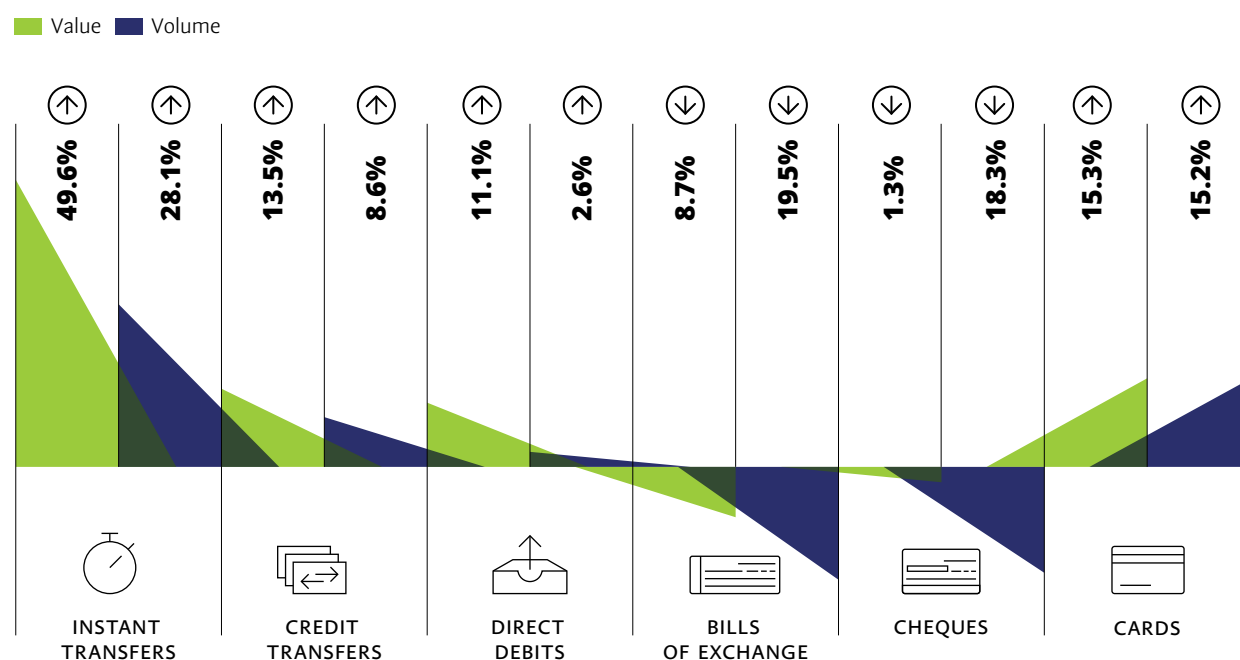 Value Volume
49.6%
28.1%
13.5%
8.6%
11.1%
2.6%
8.7%
19.5%
1.3%
18.3%
15.3%
15.2%
INSTANT
TRANSFERS
CREDIT
TRANSFERS
DIRECT
DEBITS
BILLS
OF EXCHANGE
CHEQUES
CARDS